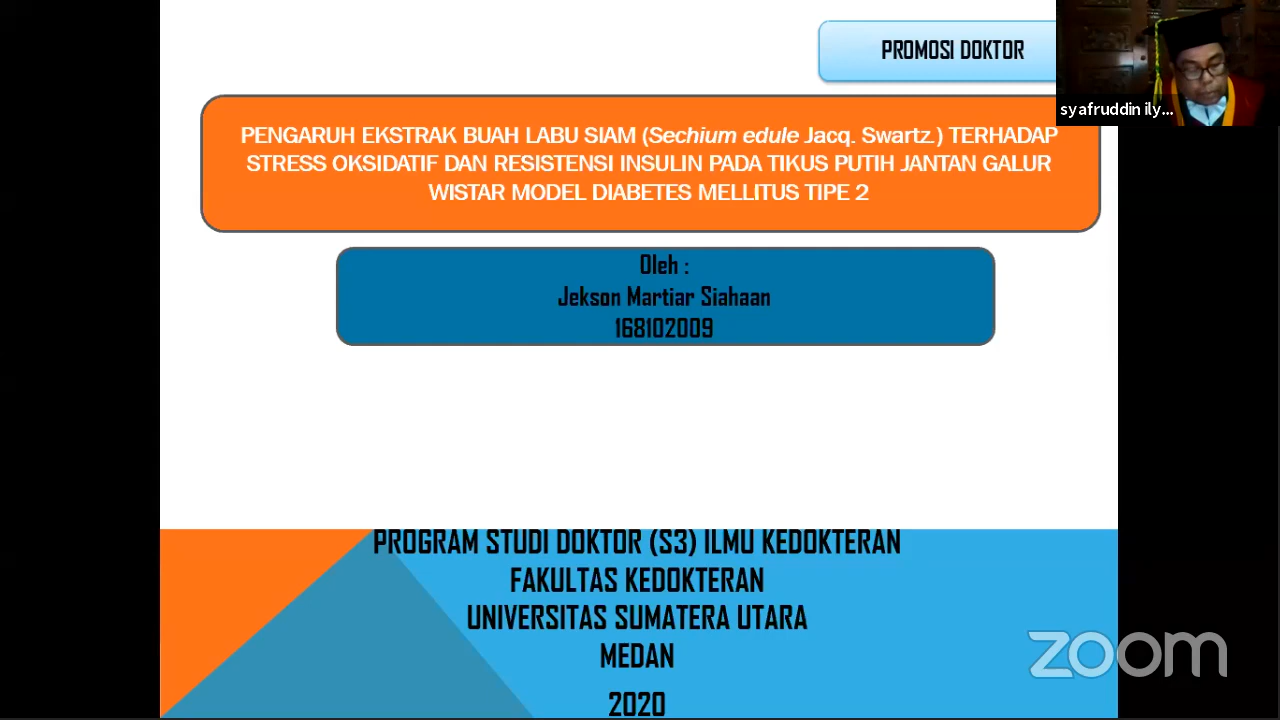 PROMOSI DOKTOR
syafruddin ily...
PENGARUH EKSTRAK BUAH LABU SIAM (Sechium edule Jacq. Swartz.) TERHADAP
STRESS OKSIDATIF DAN RESISTENSI INSULIN PADA TIKUS PUTIH JANTAN GALUR
WISTAR MODEL DIABETES MELLITUS TIPE 2
Oleh :
Jekson Martiar Siahaan
168102009
PROGRAM STUDI DOKTOR (S3) ILMU KEDOKTERAN
FAKULTAS KEDOKTERAN
UNIVERSITAS SUMATERA UTARA
MEDAN
2020
zoom